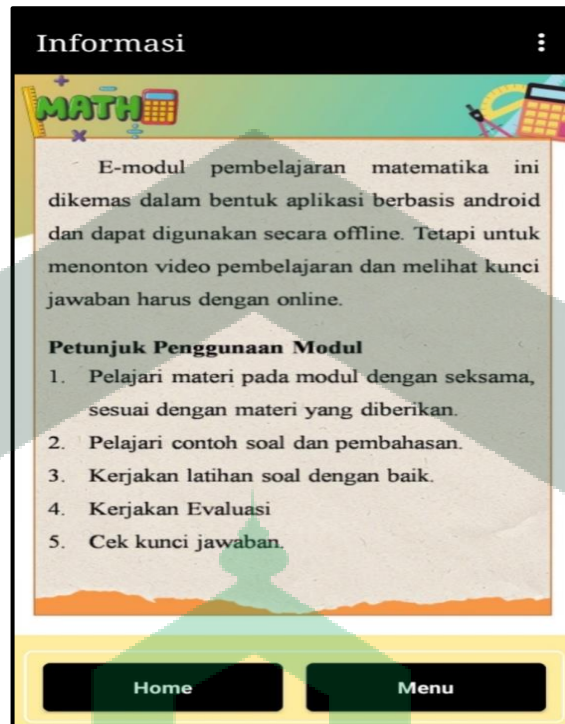 Informasi
MATH
E-modul pembelajaran matematika ini
dikemas dalam bentuk aplikasi berbasis android
dan dapat digunakan secara offline. Tetapi untuk
menonton video pembelajaran dan melihat kunci
jawaban harus dengan online.
Petunjuk Penggunaan Modul
1. Pelajari materi pada modul dengan seksama,
sesuai dengan materi yang diberikan.
2. Pelajari contoh soal dan pembahasan.
3. Kerjakan latihan soal dengan baik.
4. Kerjakan Evaluasi
5. Cek kunci jawaban.
Home Menu